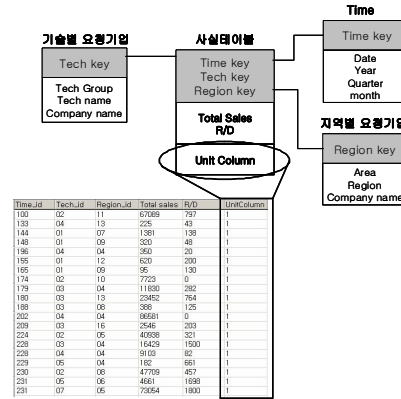 Time
Time key
Date
Year
Quarter
month
기술별 요청기업
Tech key
Tech Group
Tech name
Company name
사실테이블
Time key
Tech key
Region key
Total Sales
R/D
Unit Column
지역별 요청기업
Region key
Area
Region
Company name
Time_id Tech_id Region_id Total sales R/D UnitColumn
100 02 11 67089 797 1
133 04 13 225 43 1
144 01 07 1381 138 1
148 01 09 320 48 1
196 04 04 350 20 1
155 01 12 620 200 1
165 01 09 95 130 1
174 02 10 7723 0 1
179 03 04 11830 282 1
180 03 13 23452 764 1
188 03 08 388 125 1
202 04 04 86581 0 1
209 03 16 2546 203 1
224 02 05 40938 321 1
228 03 04 16429 1500 1
228 04 04 9103 82 1
229 05 04 182 661 1
230 02 08 47709 457 1
231 05 06 4661 1698 1
231 07 05 73054 1800 1